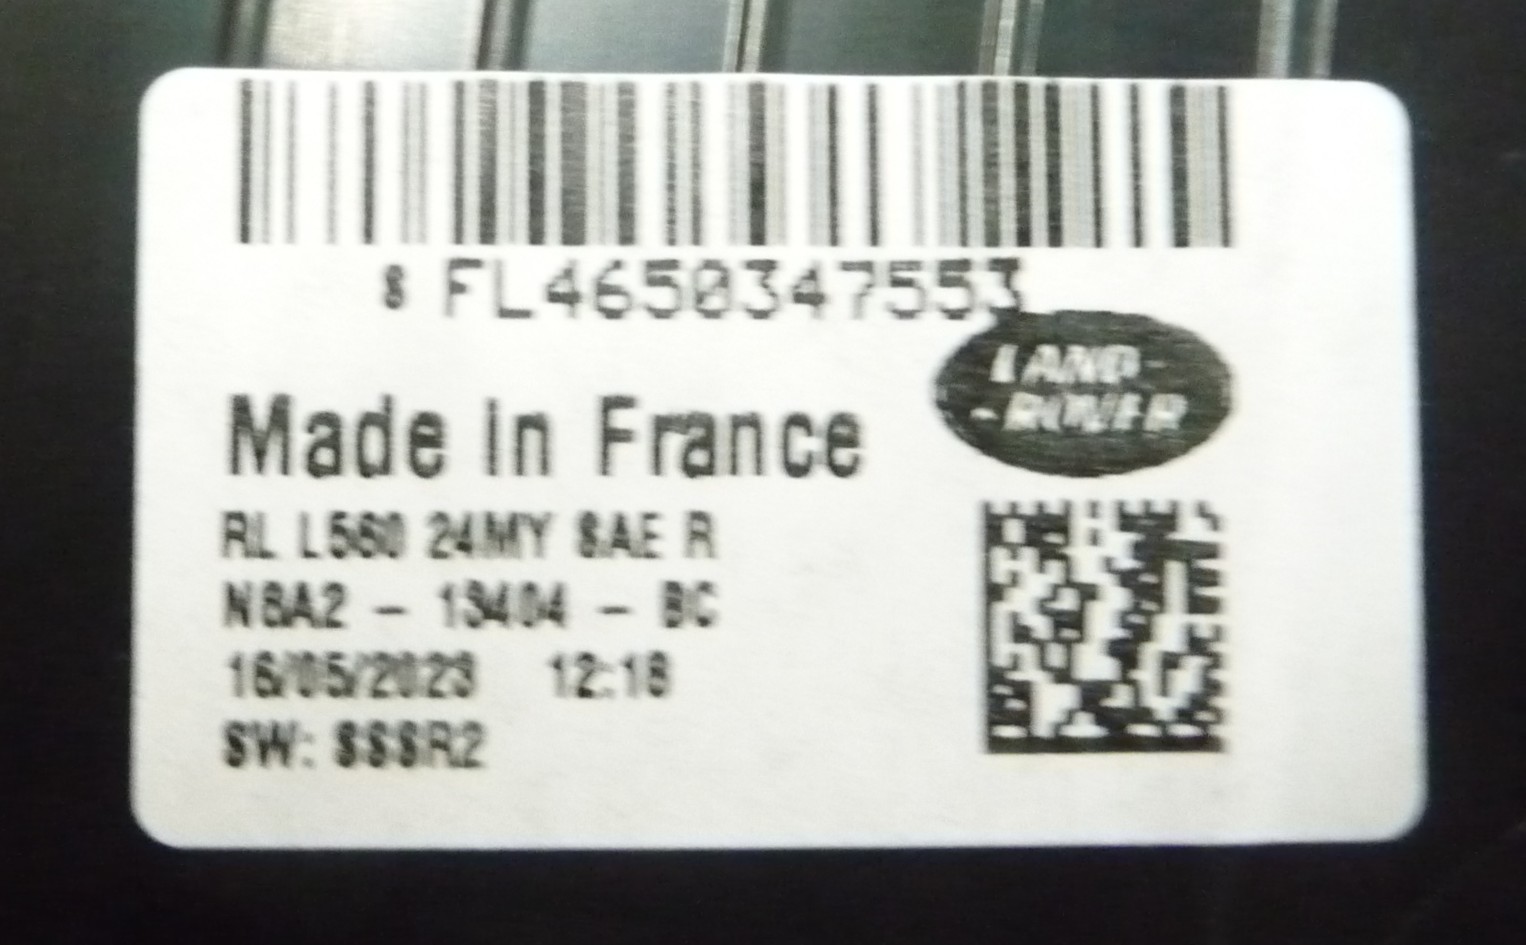 S FL4650347553
LAND-
-ROVER
Made in France
RL L560 24MY SAE R
N8A2 - 13404 - BC
16/05/2023 12:18
SW: SSSR2